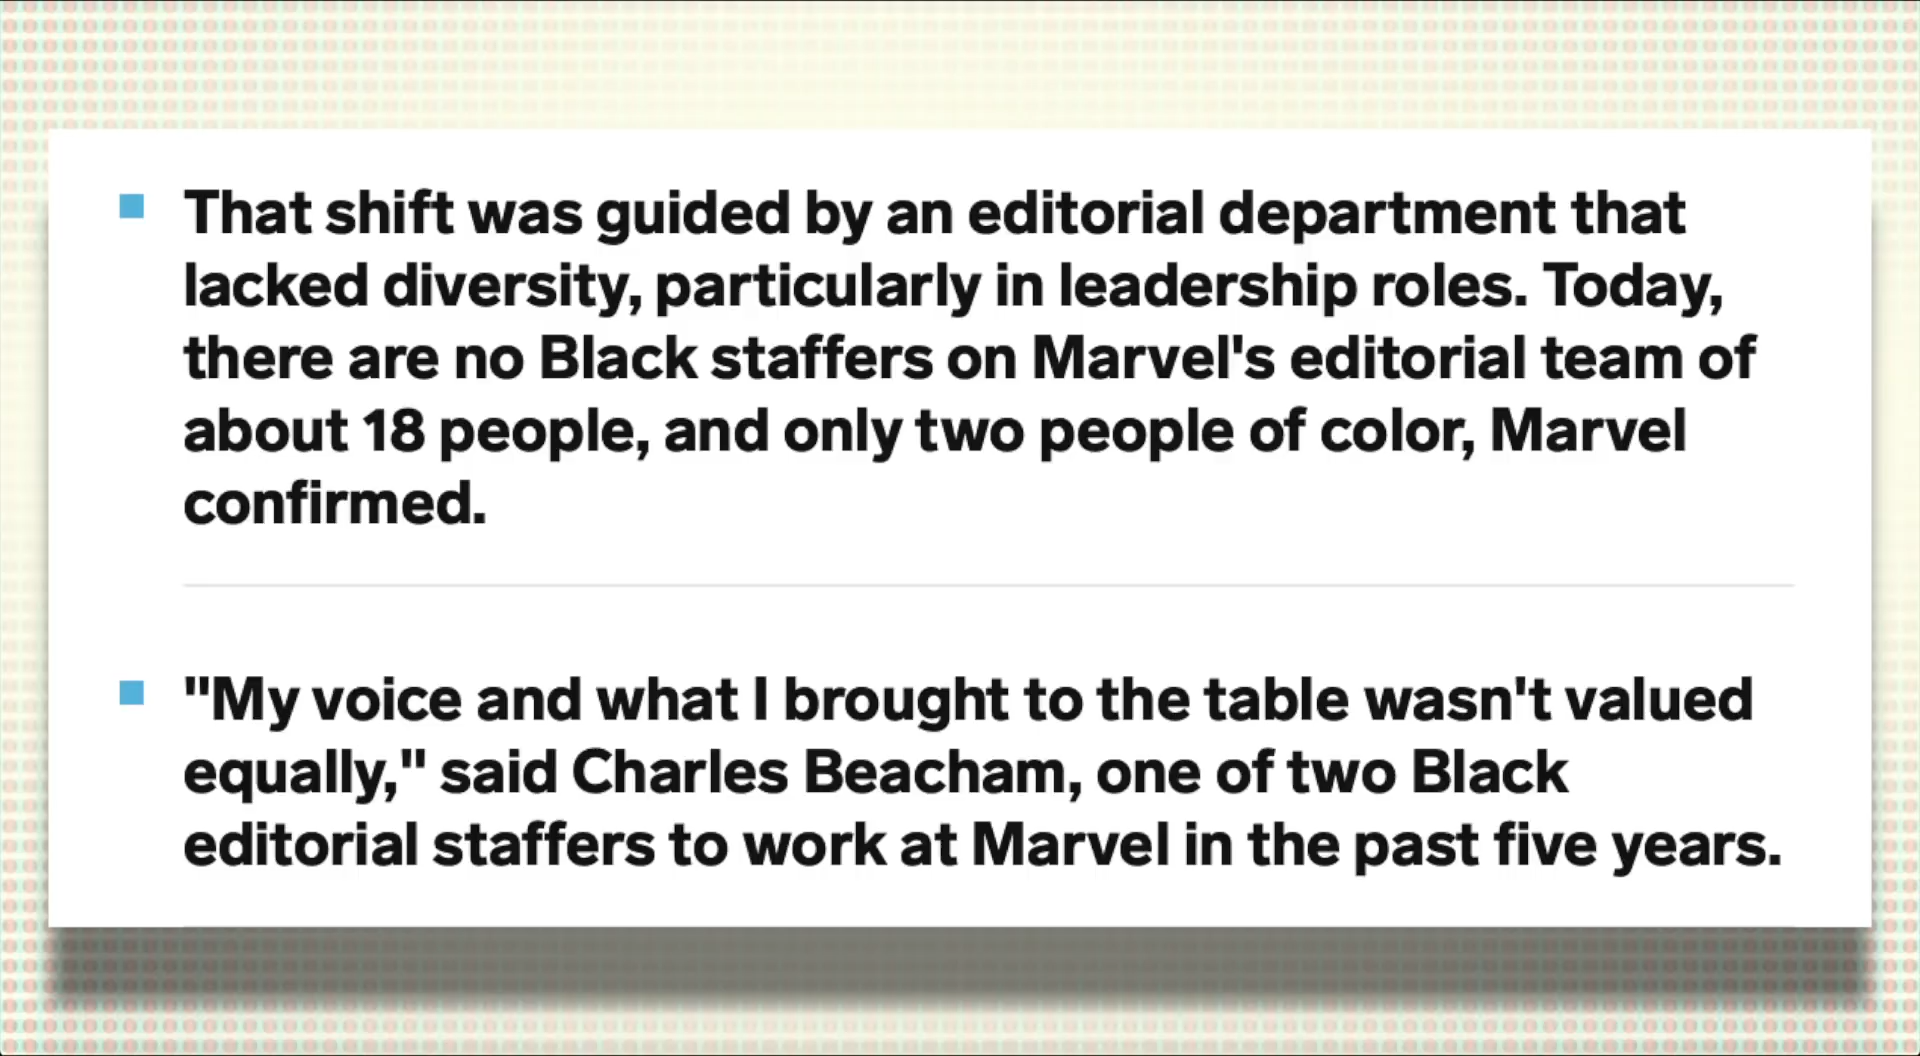 That shift was guided by an editorial department that
lacked diversity, particularly in leadership roles. Today,
there are no Black staffers on Marvel's editorial team of
about 18 people, and only two people of color, Marvel
confirmed.
"My voice and what I brought to the table wasn't valued
equally," said Charles Beacham, one of two Black
editorial staffers to work at Marvel in the past five years.